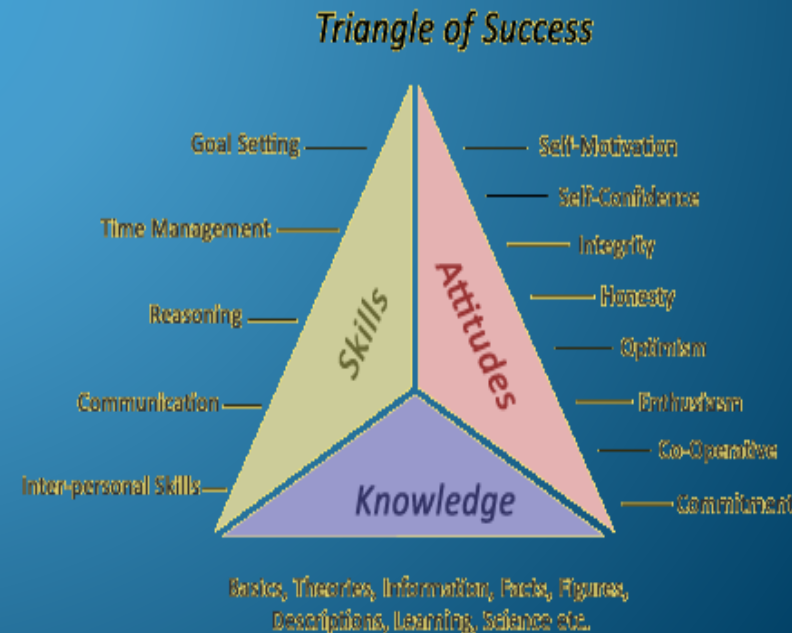 Triangle of Success
Goal Setting
Self-Motivation
Self-Confidence
Time Management
Integrity
Honesty
Reasoning
Optimism
Communication
Enthusiasm
Co-Operative
Inter-personal Skills
Commitment
Skills
Attitudes
Knowledge
Basics, Theories, Information, Facts, Figures,
Descriptions, Learning, Science etc.